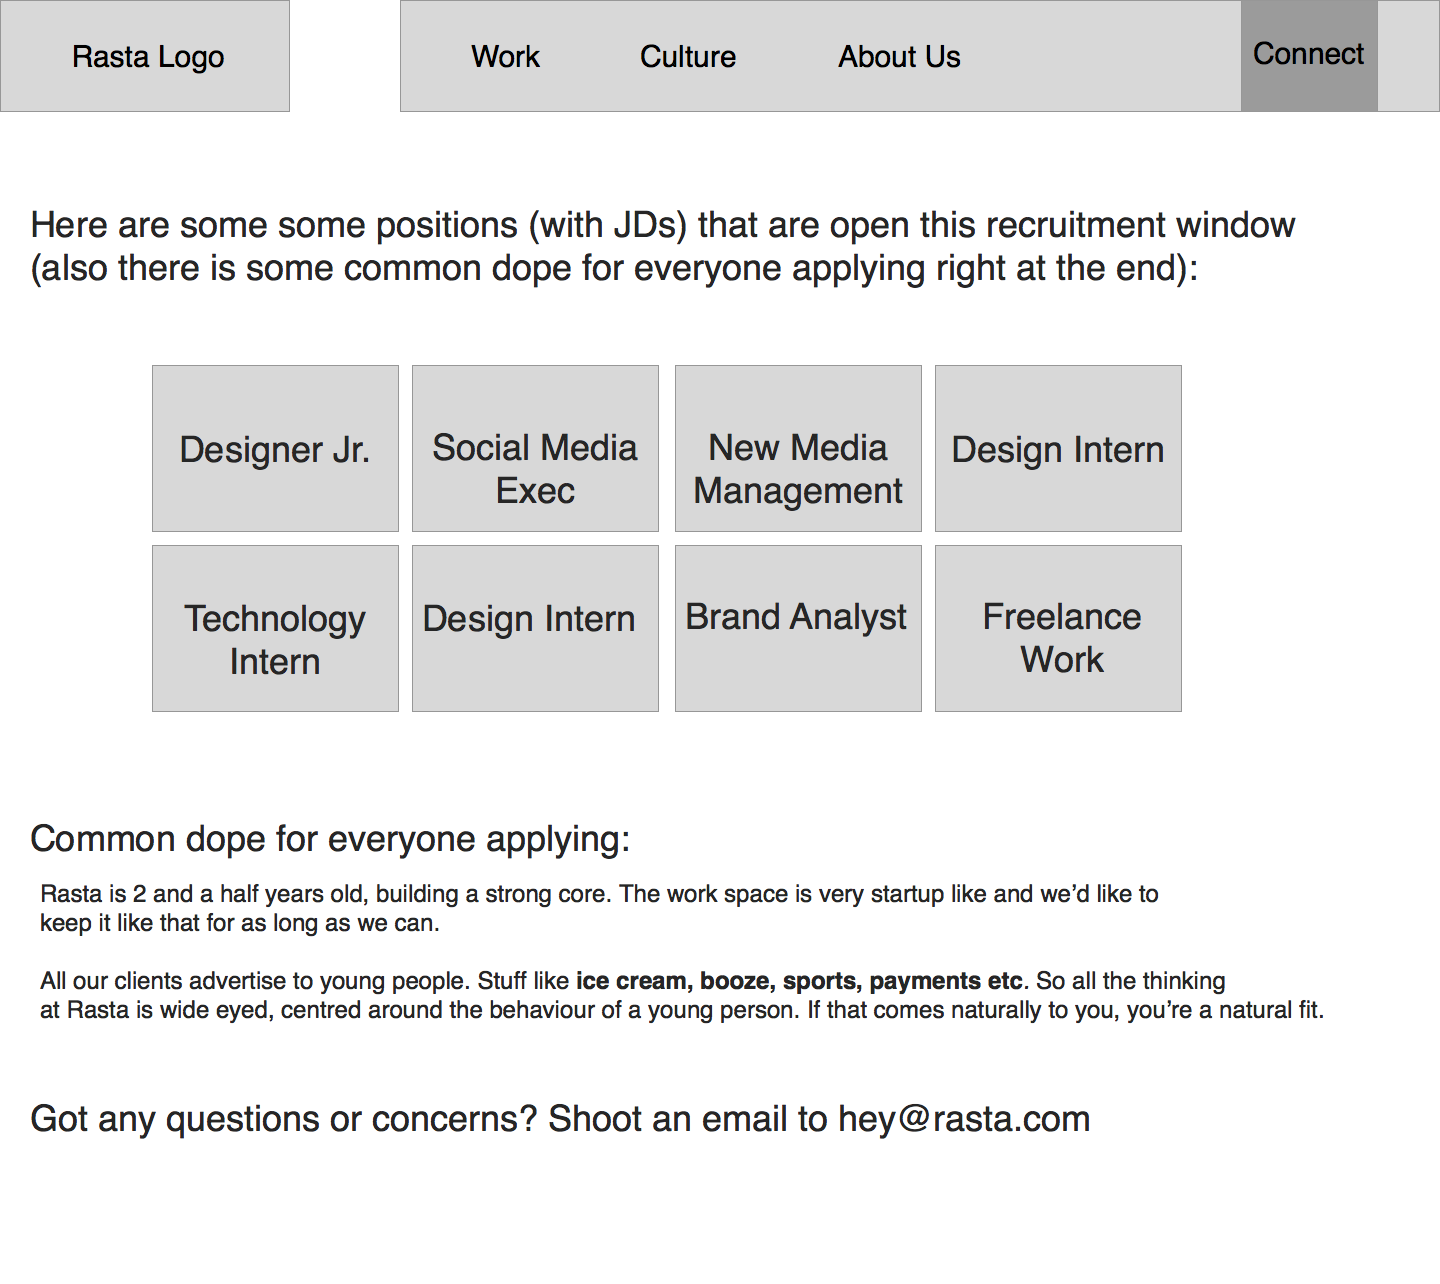 Rasta Logo
Work
Culture
About Us
Connect
Here are some some positions (with JDs) that are open this recruitment window
(also there is some common dope for everyone applying right at the end):
Designer Jr.
Social Media
Exec
New Media
Management
Design Intern
Technology
Intern
Design Intern
Brand Analyst
Freelance
Work
Common dope for everyone applying:
Rasta is 2 and a half years old, building a strong core. The work space is very startup like and we’d like to
keep it like that for as long as we can.
All our clients advertise to young people. Stuff like ice cream, booze, sports, payments etc. So all the thinking
at Rasta is wide eyed, centred around the behaviour of a young person. If that comes naturally to you, you’re a natural fit.
Got any questions or concerns? Shoot an email to hey@rasta.com